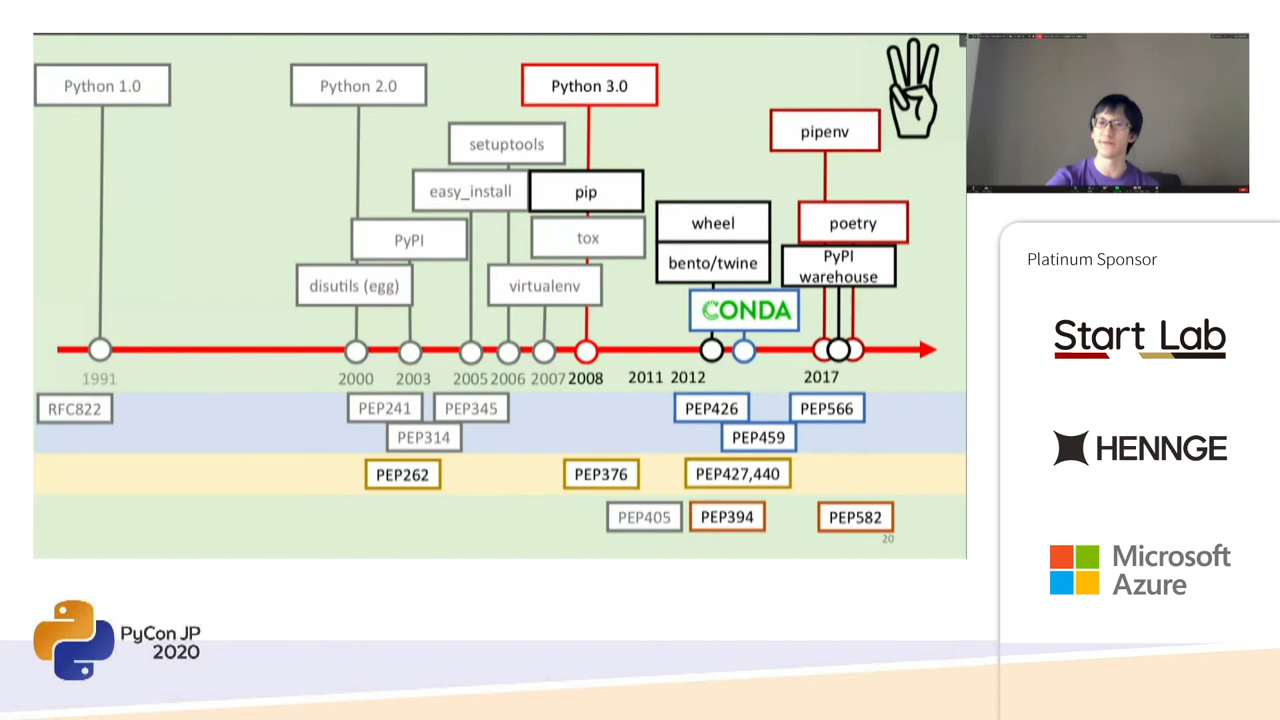 Python 1.0
Python 2.0
Python 3.0
pipenv
setuptools
easy_install
pip
wheel
poetry
PyPI
tox
bento/twine
PyPI
warehouse
disutils (egg)
virtualenv
CONDA
1991
2000
2003
2005
2006
2007
2008
2011
2012
2017
RFC822
PEP241
PEP345
PEP426
PEP566
PEP314
PEP459
PEP262
PEP376
PEP427,440
PEP405
PEP394
PEP582
20
Platinum Sponsor
Start Lab
HENNGE
Microsoft
Azure
PyCon JP
2020